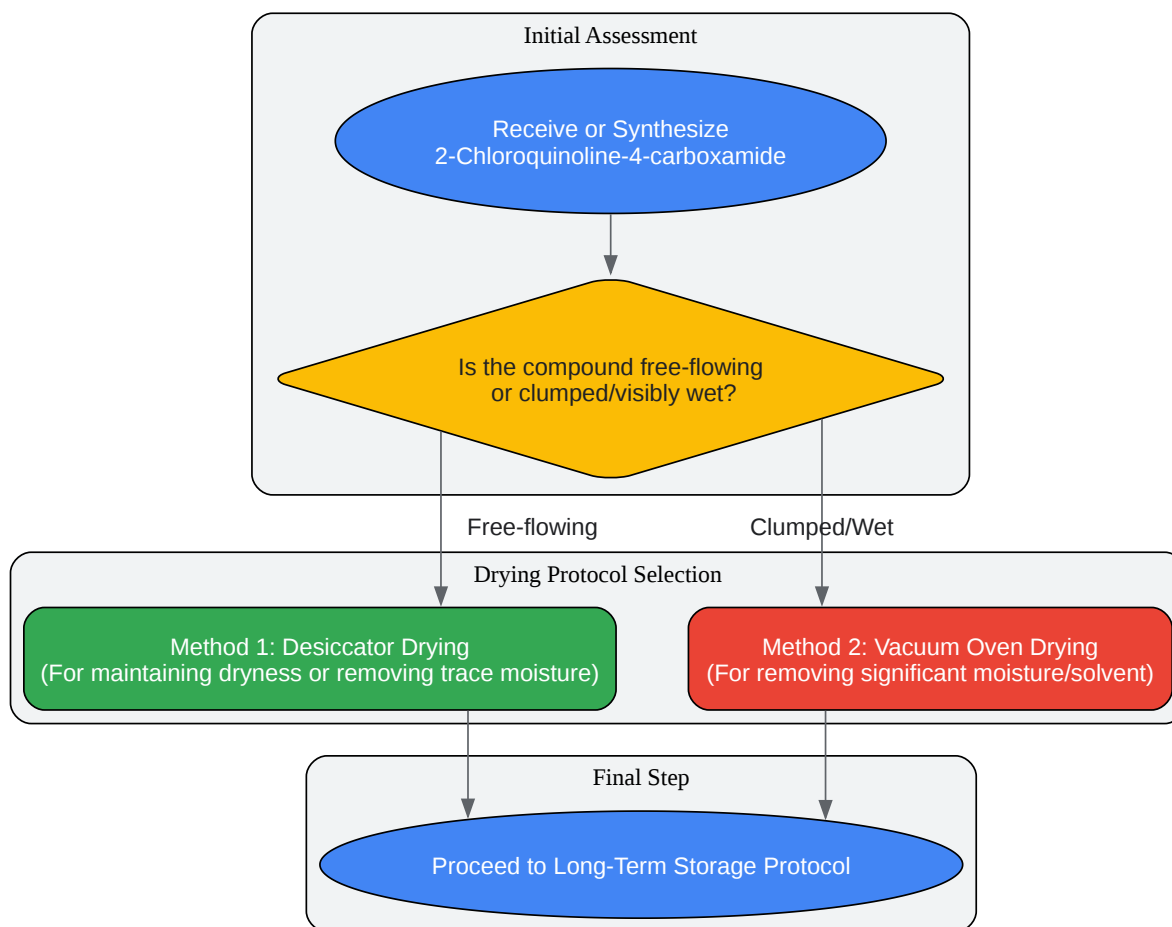 Initial Assessment
Receive or Synthesize
2-Chloroquinoline-4-carboxamide
Is the compound free-flowing
or clumped/visibly wet?
Free-flowing
Clumped/Wet
Drying Protocol Selection
Method 1: Desiccator Drying
(For maintaining dryness or removing trace moisture)
Method 2: Vacuum Oven Drying
(For removing significant moisture/solvent)
Final Step
Proceed to Long-Term Storage Protocol